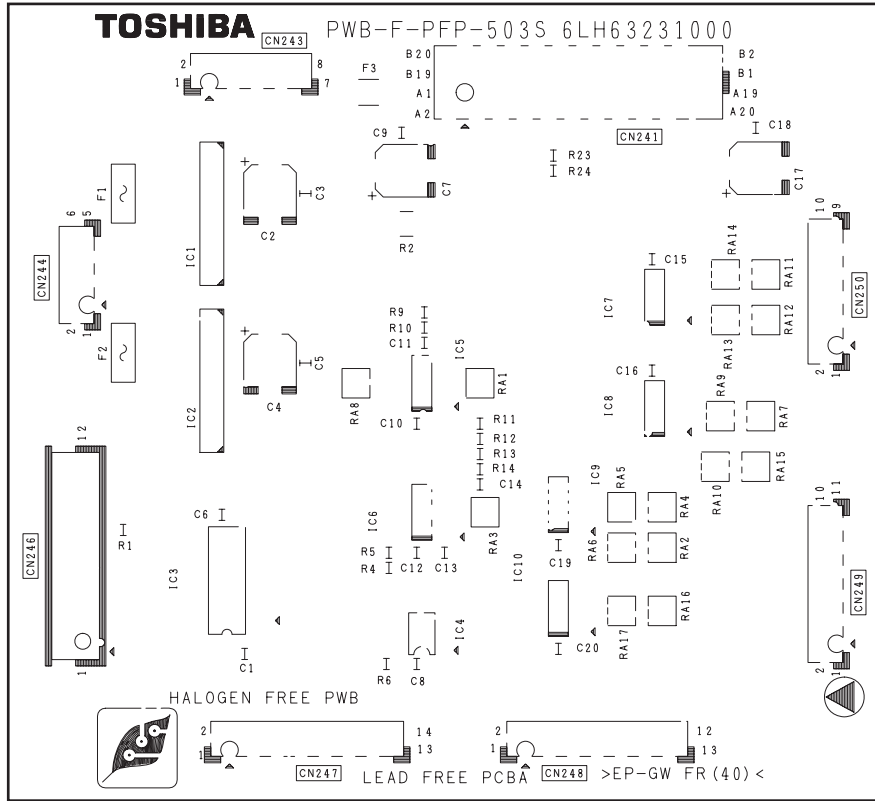 TOSHIBA PWB-F-PFP-503S 6LH63231000
CN243
1 2 8 7
F3
B20 B2
B19 B1
A1 A19
A2 A20
CN241
C9
C7
C18
C17
R23
R24
F1
C3
C2
IC1
R2
6 5
CN244
2 1
F2
C15
IC7
RA14
RA11
RA12
RA13
10 9
CN250
2 1
R9
R10
C11
IC5
C5
C4
IC2
RA8
RA1
C10
C16
IC8
RA9
RA7
R11
R12
R13
R14
C14
RA10
RA15
12
CN246
1
R1
C6
IC3
C1
IC6
RA3
R5
R4
C12
C13
IC9
IC10
C19
RA5
RA4
RA6
RA2
RA17
RA16
C20
10 11
CN249
2 1
IC4
R6
C8
HALOGEN FREE PWB
2 14
1 13
CN247
LEAD FREE PCBA
2 12
1 13
CN248
>EP-GW FR(40)<